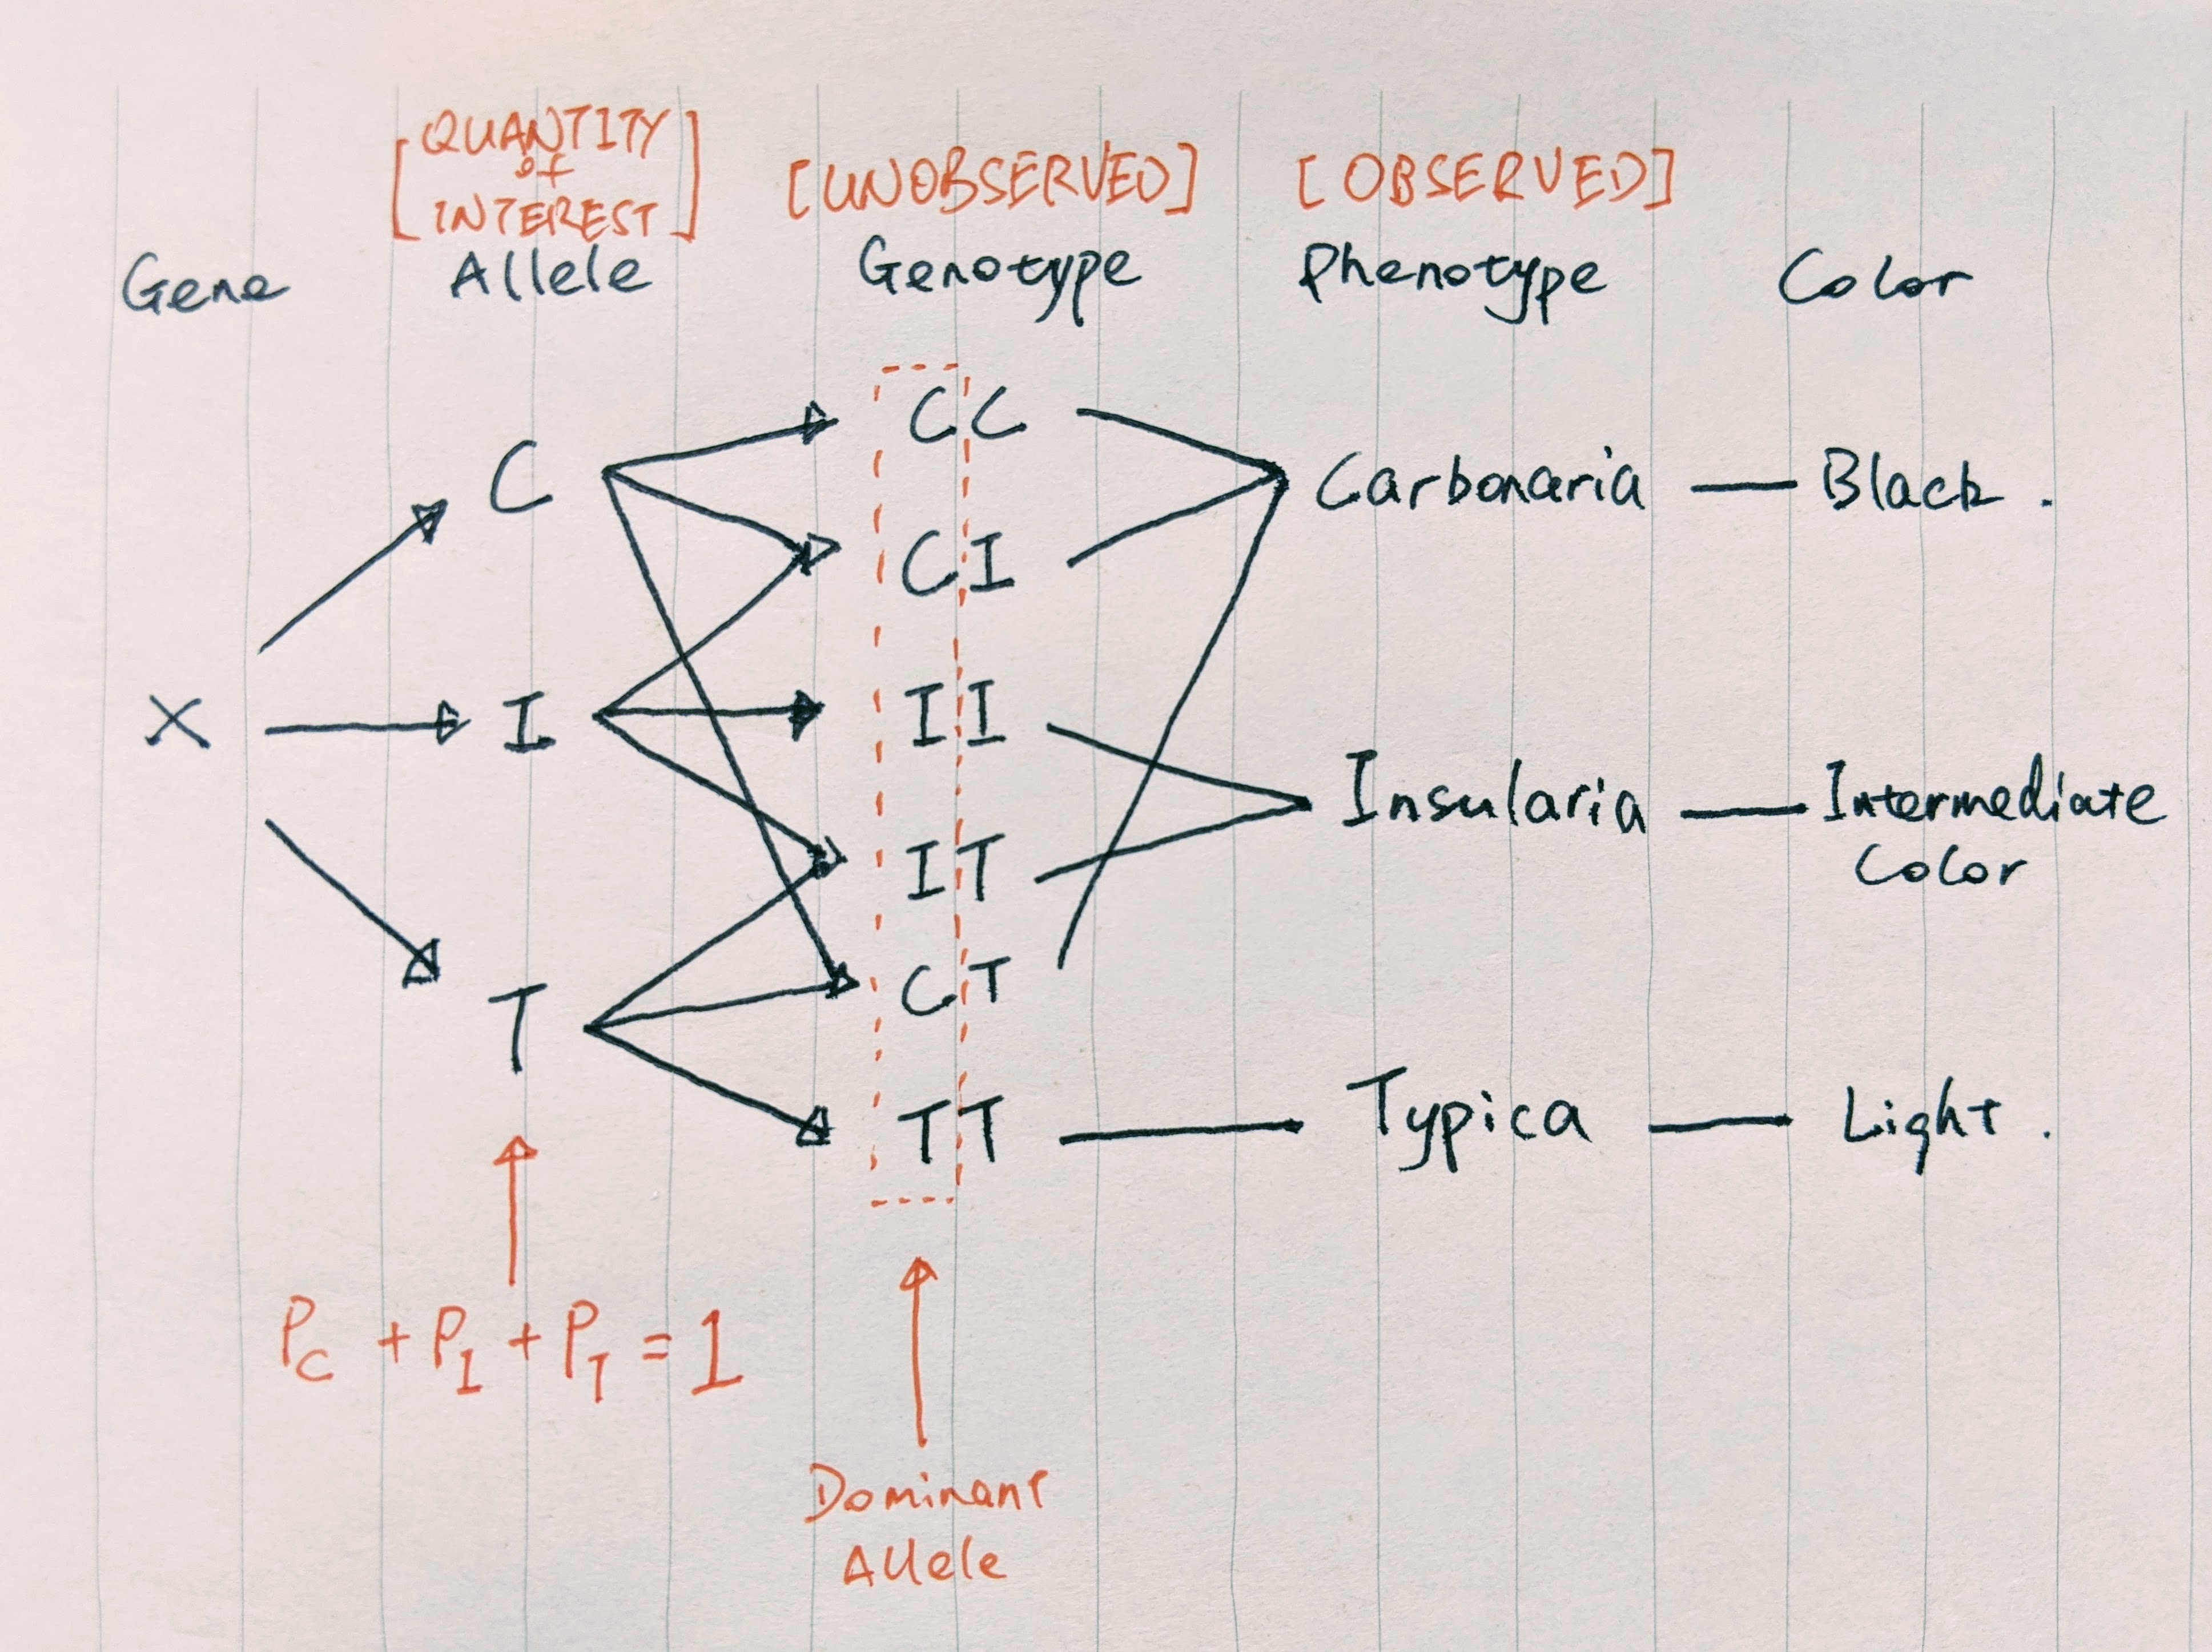 [QUANTITY
of
INTEREST]
[UNOBSERVED]
[OBSERVED]
Gene
Allele
Genotype
Phenotype
Color
X
C
I
T
CC
CI
II
IT
CT
TT
Carbonaria — Black.
Insularia — Intermediate
Color
Typica — Light.
P_C + P_I + P_T = 1
Dominant
Allele